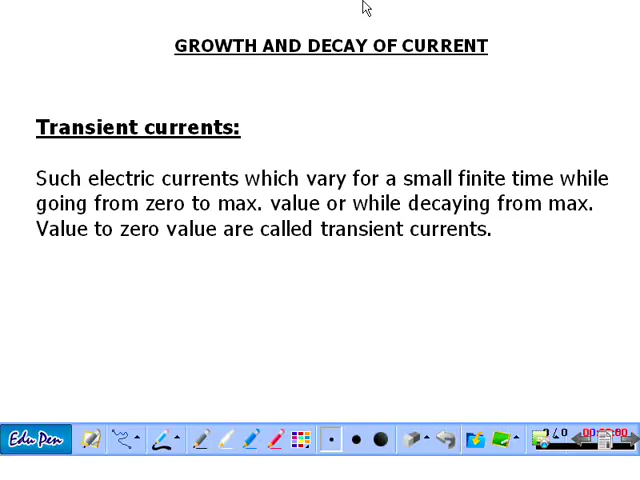 GROWTH AND DECAY OF CURRENT
Transient currents:
Such electric currents which vary for a small finite time while
going from zero to max. value or while decaying from max.
Value to zero value are called transient currents.
Edu Pen
0 / 0